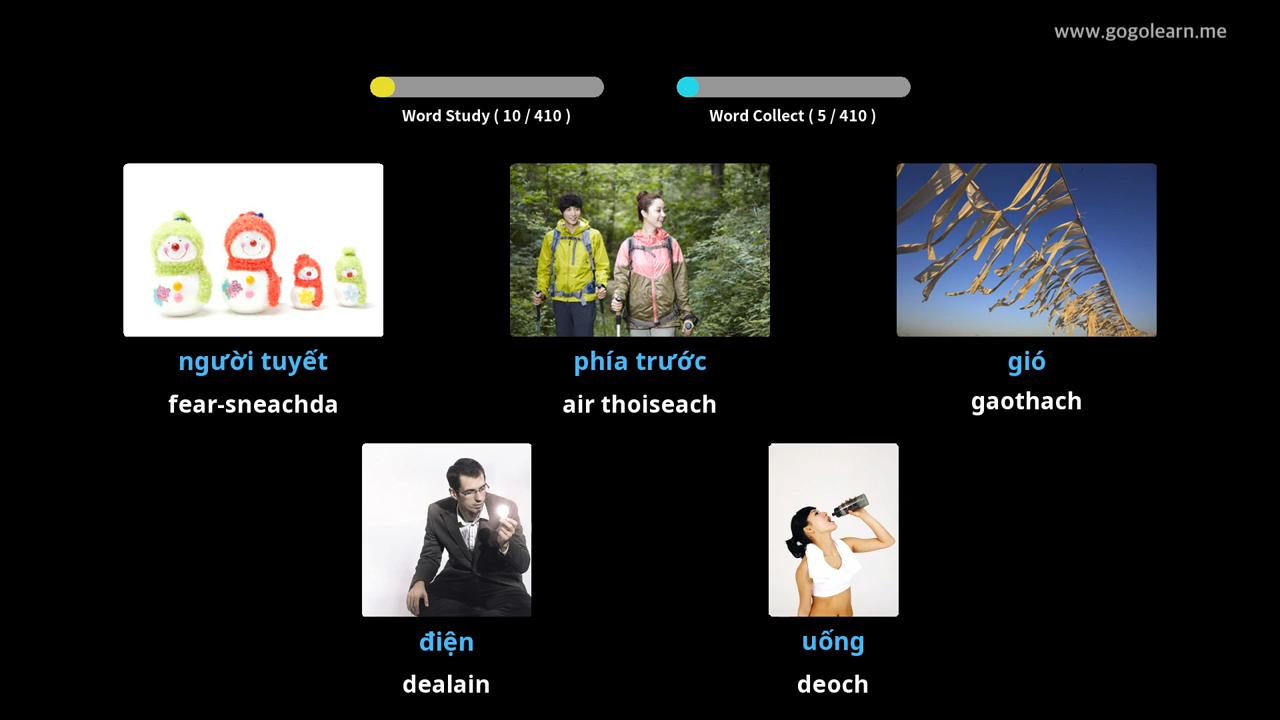 www.gogolearn.me
Word Study ( 10 / 410 )
Word Collect ( 5 / 410 )
người tuyết
phía trước
gió
fear-sneachda
air thoiseach
gaothach
điện
uống
dealain
deoch